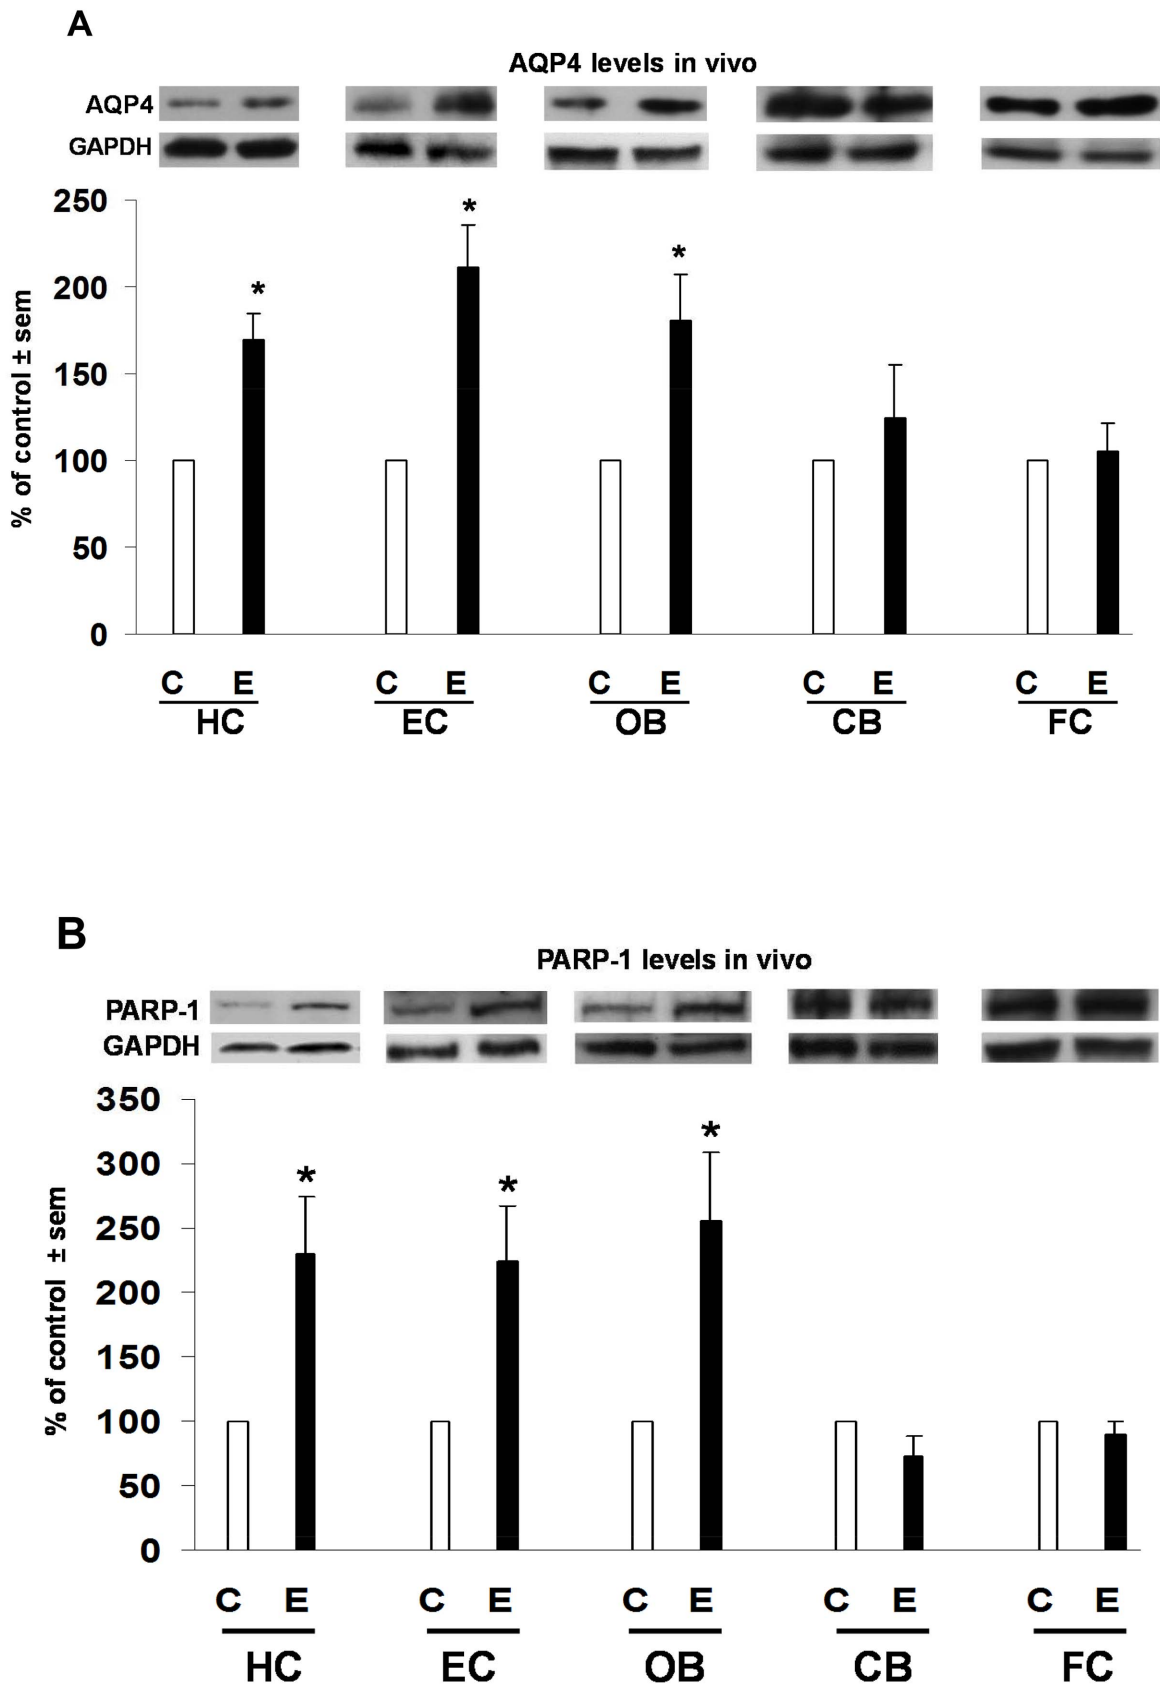 A
AQP4 levels in vivo
AQP4
GAPDH
250
*
*
*
200
150
100
50
0
% of control ± sem
C E C E C E C E C E
HC EC OB CB FC
B
PARP-1 levels in vivo
PARP-1
GAPDH
350
*
*
*
300
250
200
150
100
50
0
% of control ± sem
C E C E C E C E C E
HC EC OB CB FC